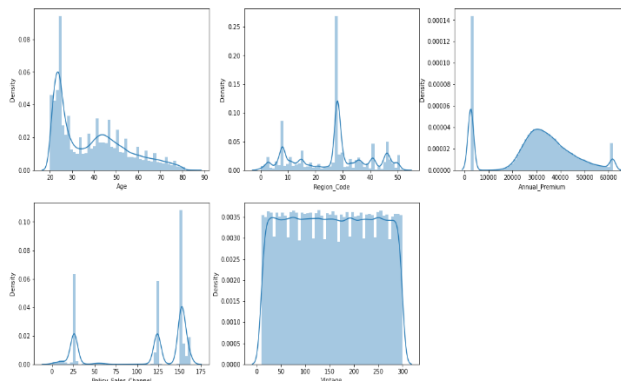 Density
0.08
0.06
0.04
0.02
0.00
20 30 40 50 60 70 80 90
Age
Density
0.25
0.20
0.15
0.10
0.05
0.00
0 10 20 30 40 50
Region_Code
Density
0.00014
0.00012
0.00010
0.00008
0.00006
0.00004
0.00002
0.00000
10000 20000 30000 40000 50000 60000
Annual_Premium
Density
0.10
0.08
0.06
0.04
0.02
0.00
0 25 50 75 100 125 150 175
Policy_Sales_Channel
Density
0.0035
0.0030
0.0025
0.0020
0.0015
0.0010
0.0005
0.0000
0 50 100 150 200 250 300
Vintage